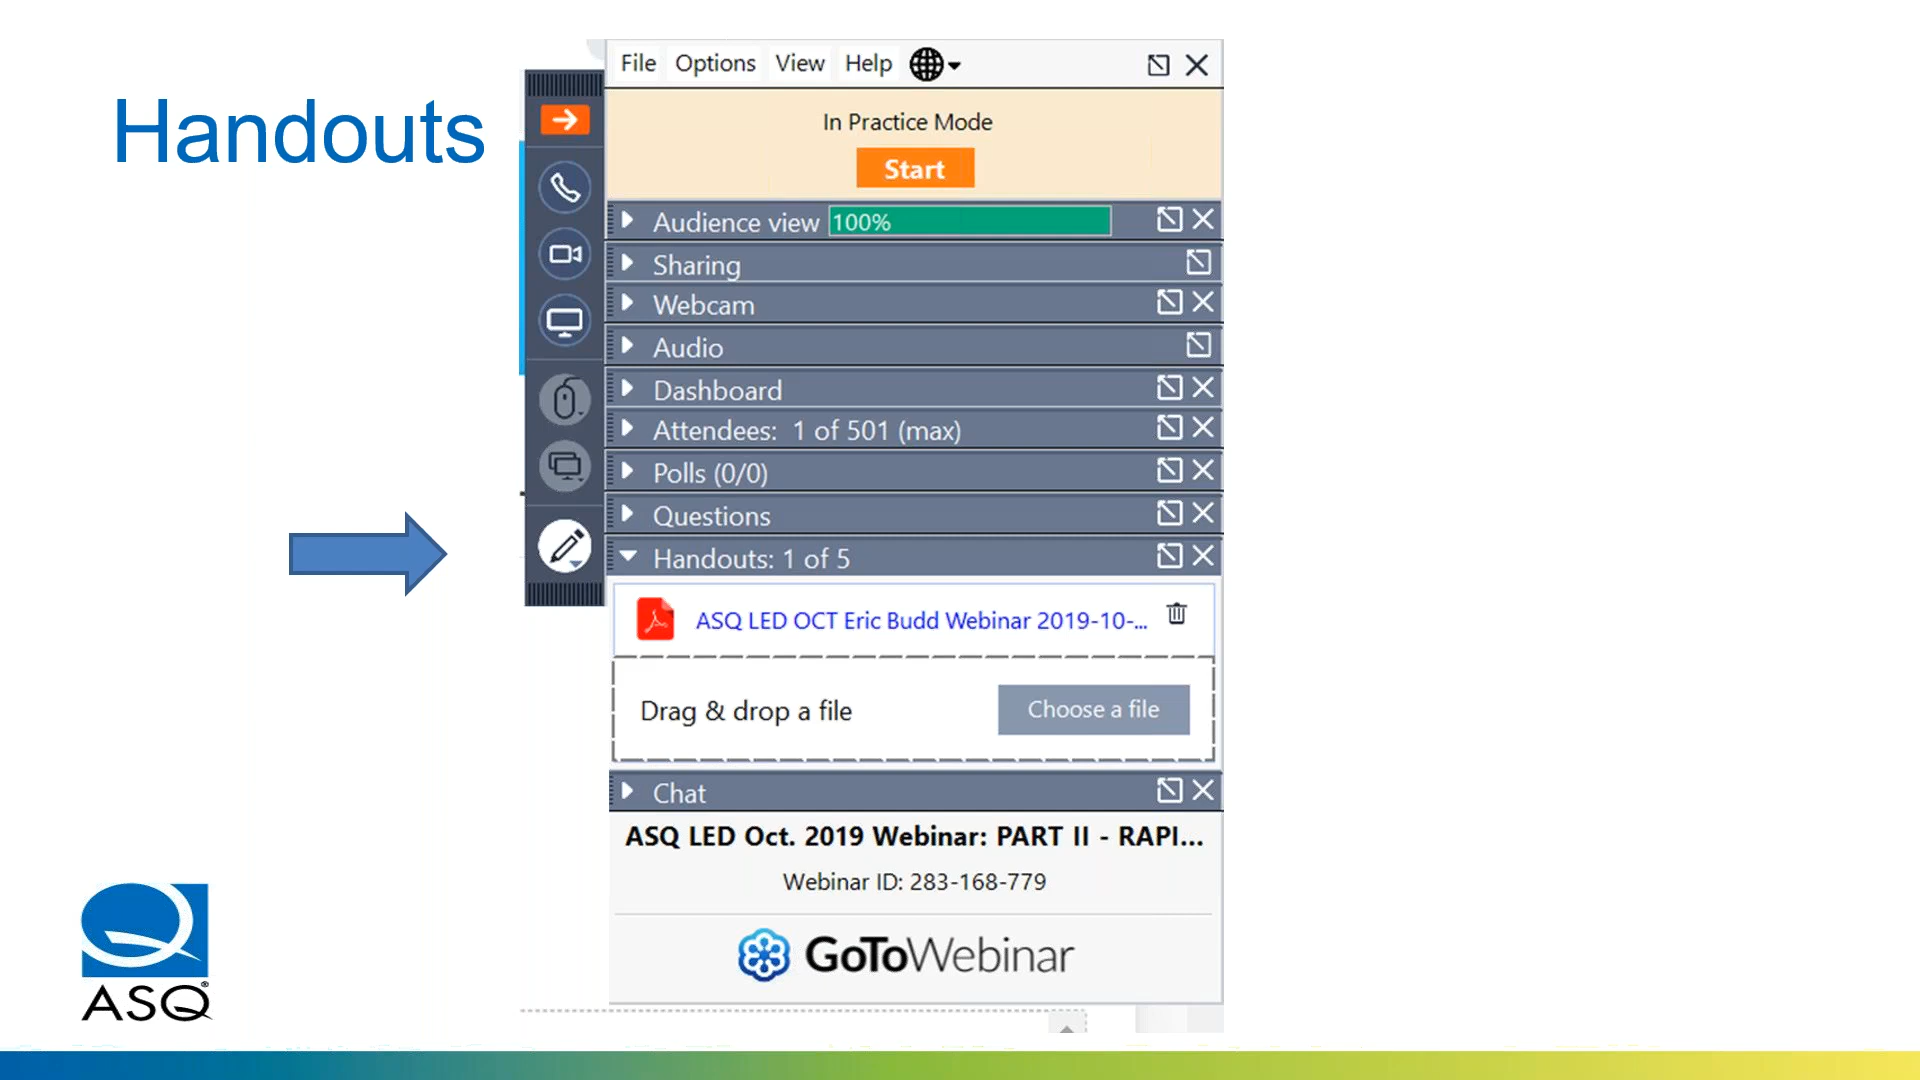 Handouts
File Options View Help
In Practice Mode
Start
Audience view 100%
Sharing
Webcam
Audio
Dashboard
Attendees: 1 of 501 (max)
Polls (0/0)
Questions
Handouts: 1 of 5
ASQ LED OCT Eric Budd Webinar 2019-10-...
Drag & drop a file
Choose a file
Chat
ASQ LED Oct. 2019 Webinar: PART II - RAPI...
Webinar ID: 283-168-779
GoToWebinar
ASQ®